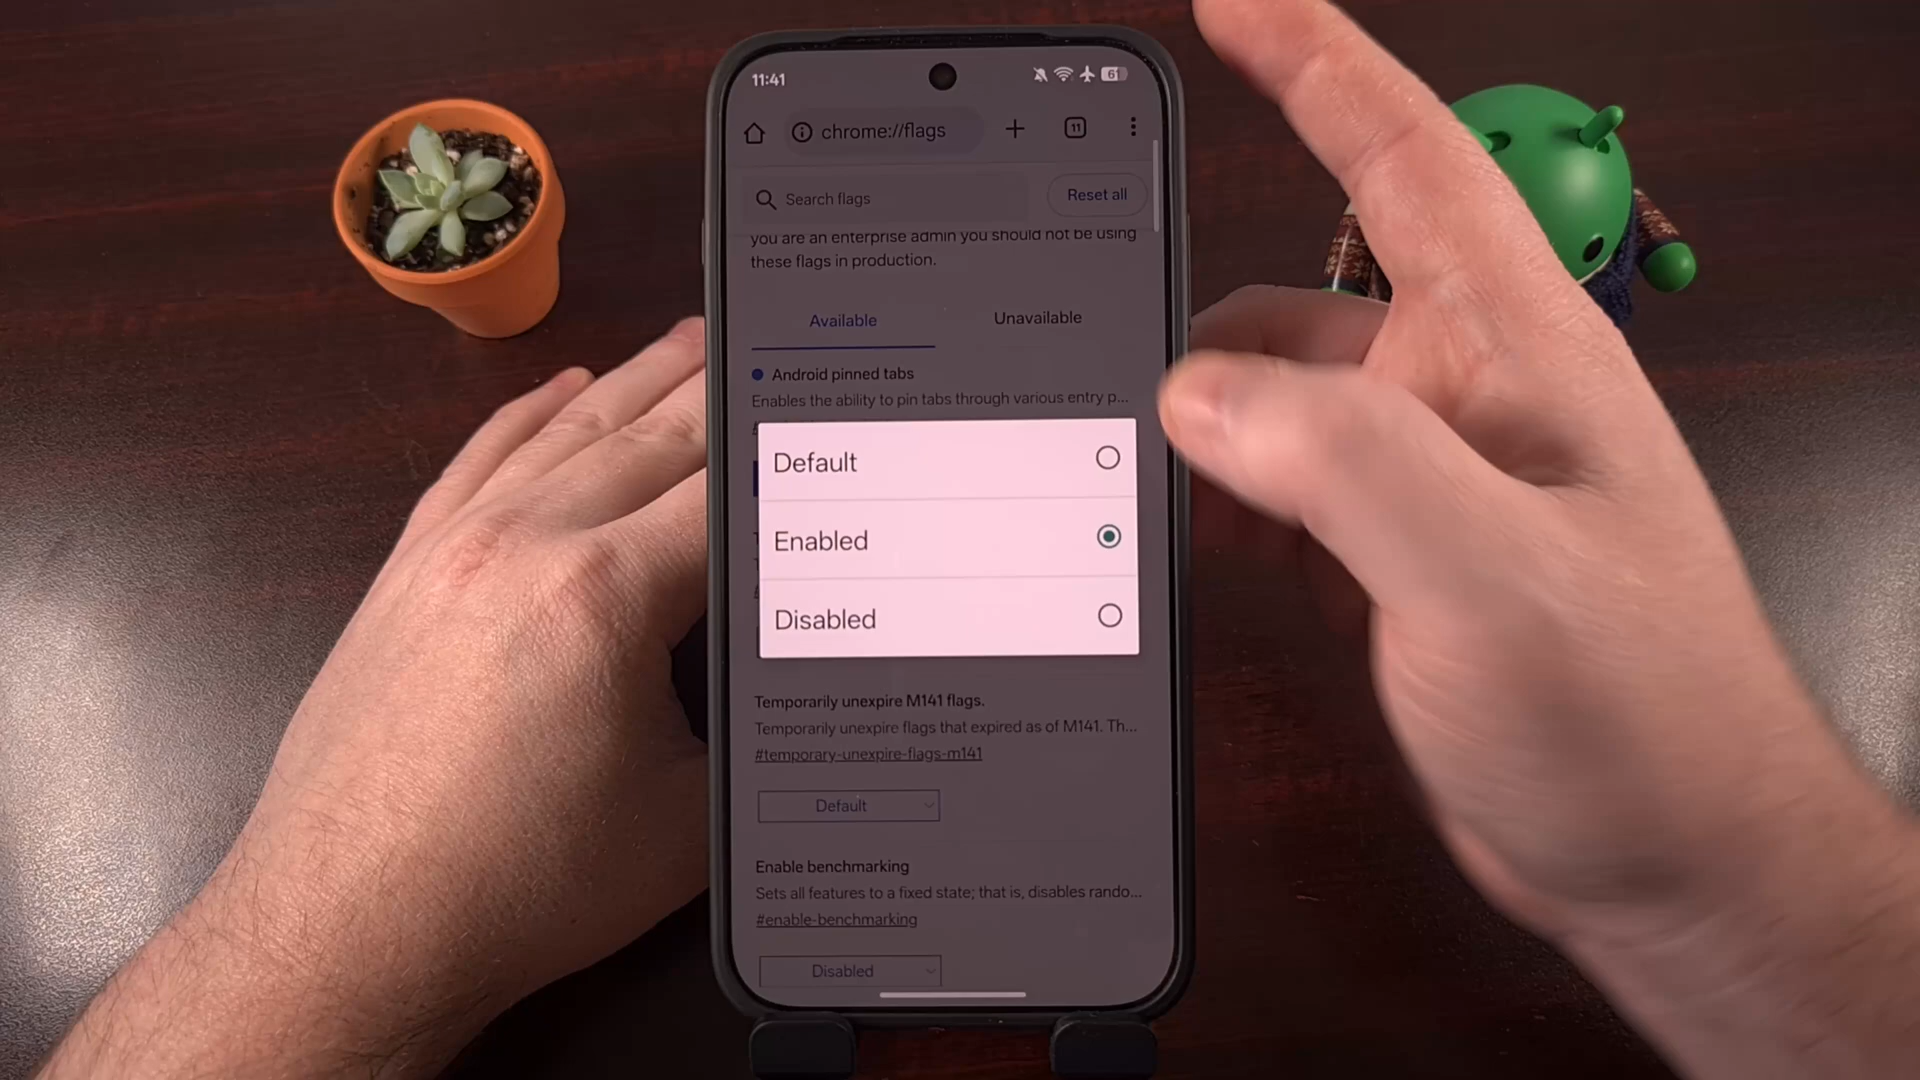 11:41
61
chrome://flags
11
Search flags
Reset all
you are an enterprise admin you should not be using
these flags in production.
Available
Unavailable
Android pinned tabs
Enables the ability to pin tabs through various entry p...
Default
Enabled
Disabled
Temporarily unexpire M141 flags.
Temporarily unexpire flags that expired as of M141. Th...
#temporary-unexpire-flags-m141
Default
Enable benchmarking
Sets all features to a fixed state; that is, disables rando...
#enable-benchmarking
Disabled